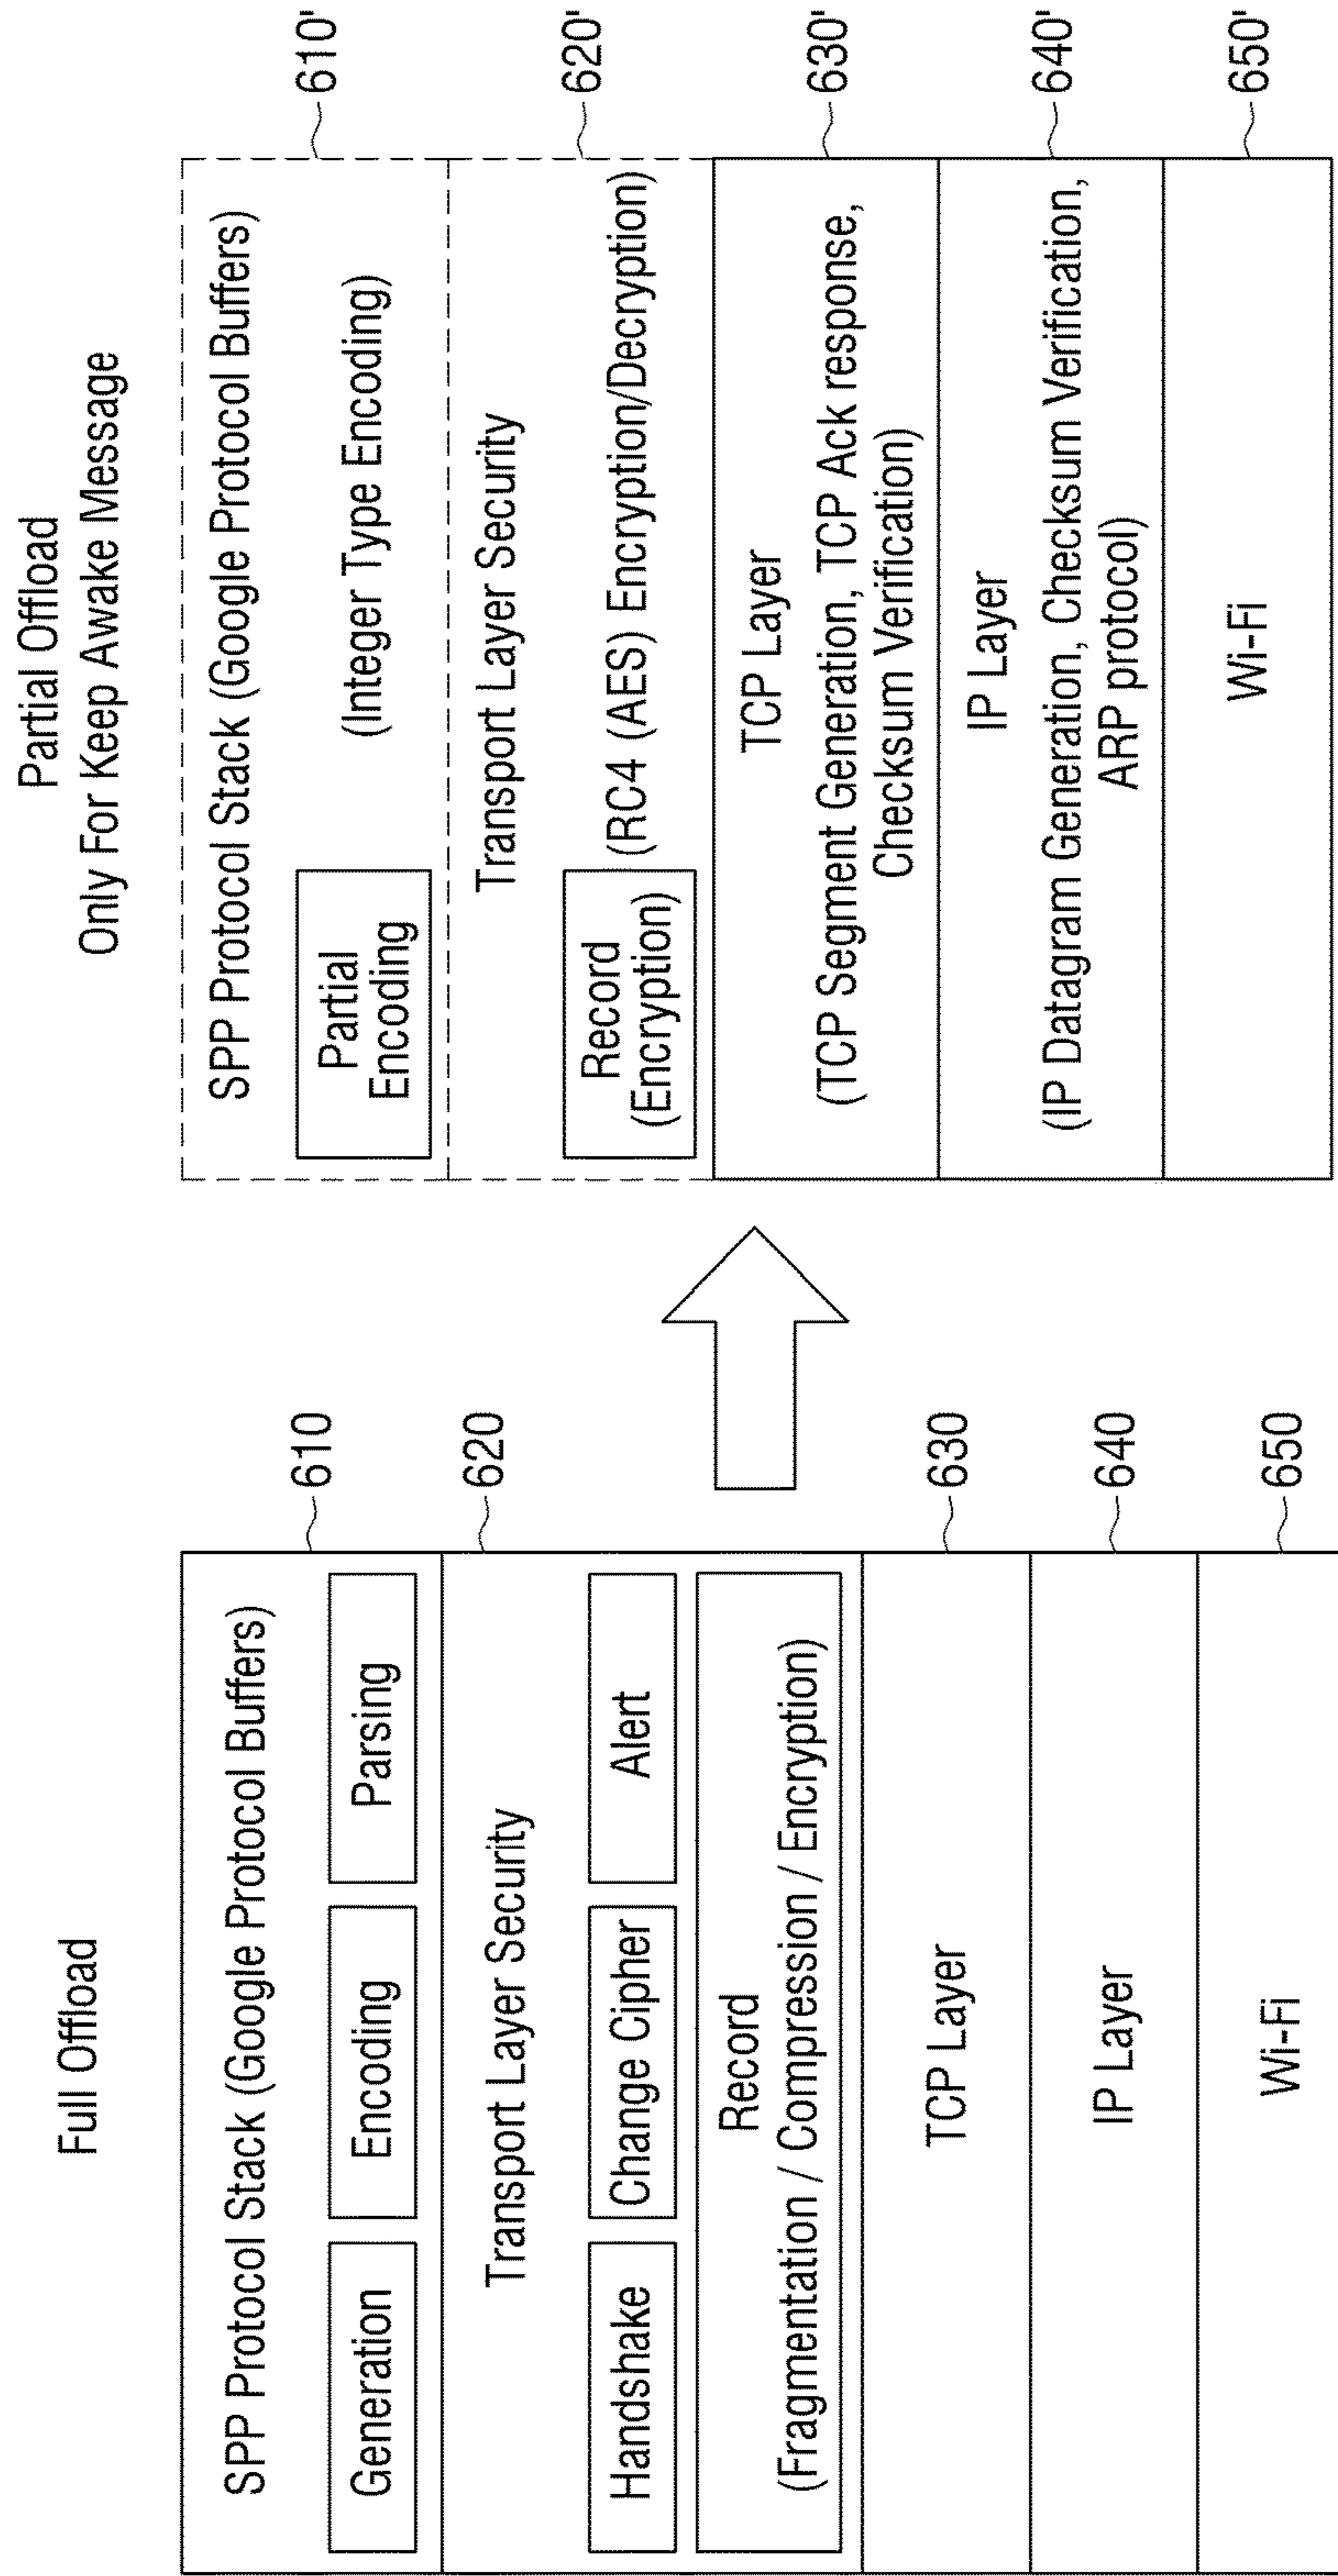 Full Offload
SPP Protocol Stack (Google Protocol Buffers)
610
Generation
Encoding
Parsing
Transport Layer Security
620
Handshake
Change Cipher
Alert
Record
(Fragmentation / Compression / Encryption)
TCP Layer
630
IP Layer
640
Wi-Fi
650
Partial Offload
Only For Keep Awake Message
SPP Protocol Stack (Google Protocol Buffers)
610'
Partial
Encoding
(Integer Type Encoding)
Transport Layer Security
620'
Record
(Encryption)
(RC4 (AES) Encryption/Decryption)
TCP Layer
(TCP Segment Generation, TCP Ack response,
Checksum Verification)
630'
IP Layer
(IP Datagram Generation, Checksum Verification,
ARP protocol)
640'
Wi-Fi
650'